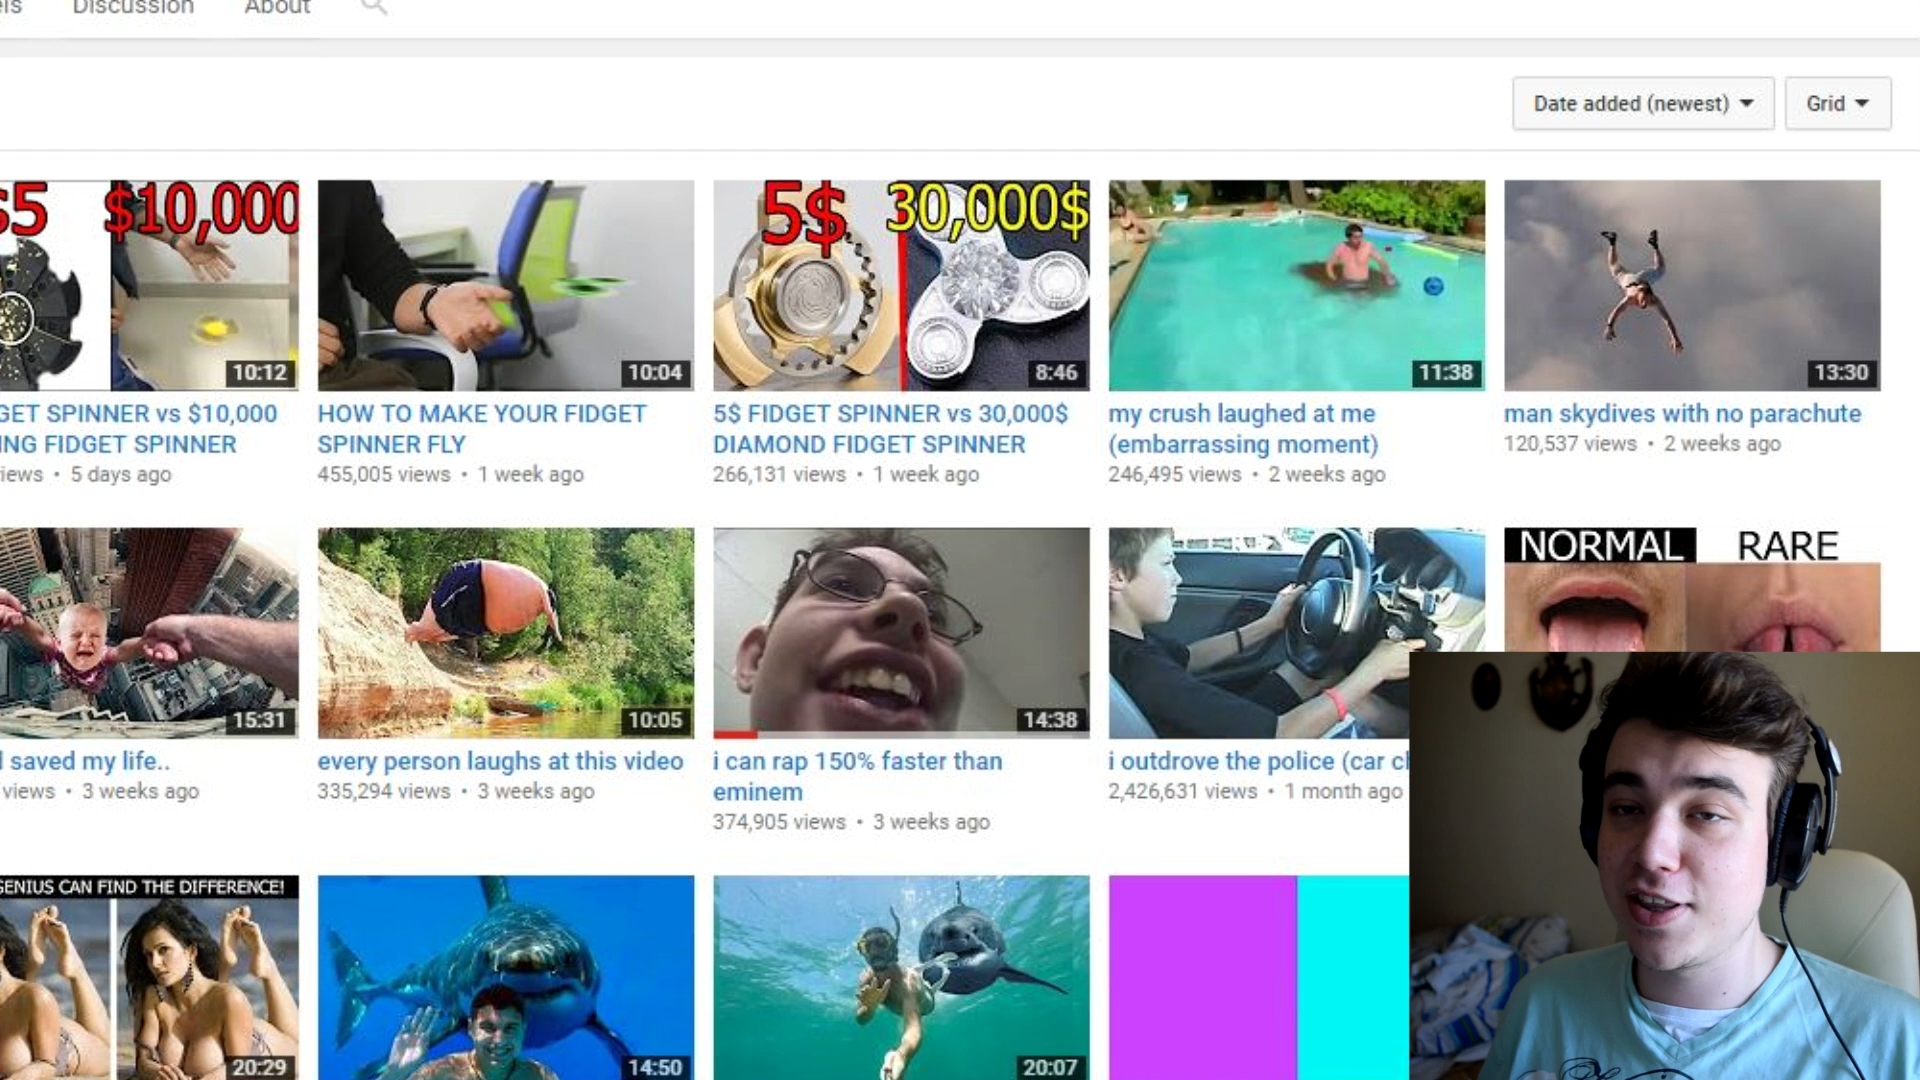 Discussion
About
Date added (newest)
Grid
$10,000
5$
30,000$
10:12
10:04
8:46
11:38
13:30
GET SPINNER vs $10,000
ING FIDGET SPINNER
iews • 5 days ago
HOW TO MAKE YOUR FIDGET
SPINNER FLY
455,005 views • 1 week ago
5$ FIDGET SPINNER vs 30,000$
DIAMOND FIDGET SPINNER
266,131 views • 1 week ago
my crush laughed at me
(embarrassing moment)
246,495 views • 2 weeks ago
man skydives with no parachute
120,537 views • 2 weeks ago
NORMAL
RARE
15:31
10:05
14:38
saved my life..
views • 3 weeks ago
every person laughs at this video
335,294 views • 3 weeks ago
i can rap 150% faster than
eminem
374,905 views • 3 weeks ago
i outdrove the police (car
2,426,631 views • 1 month ago
GENIUS CAN FIND THE DIFFERENCE!
20:29
14:50
20:07